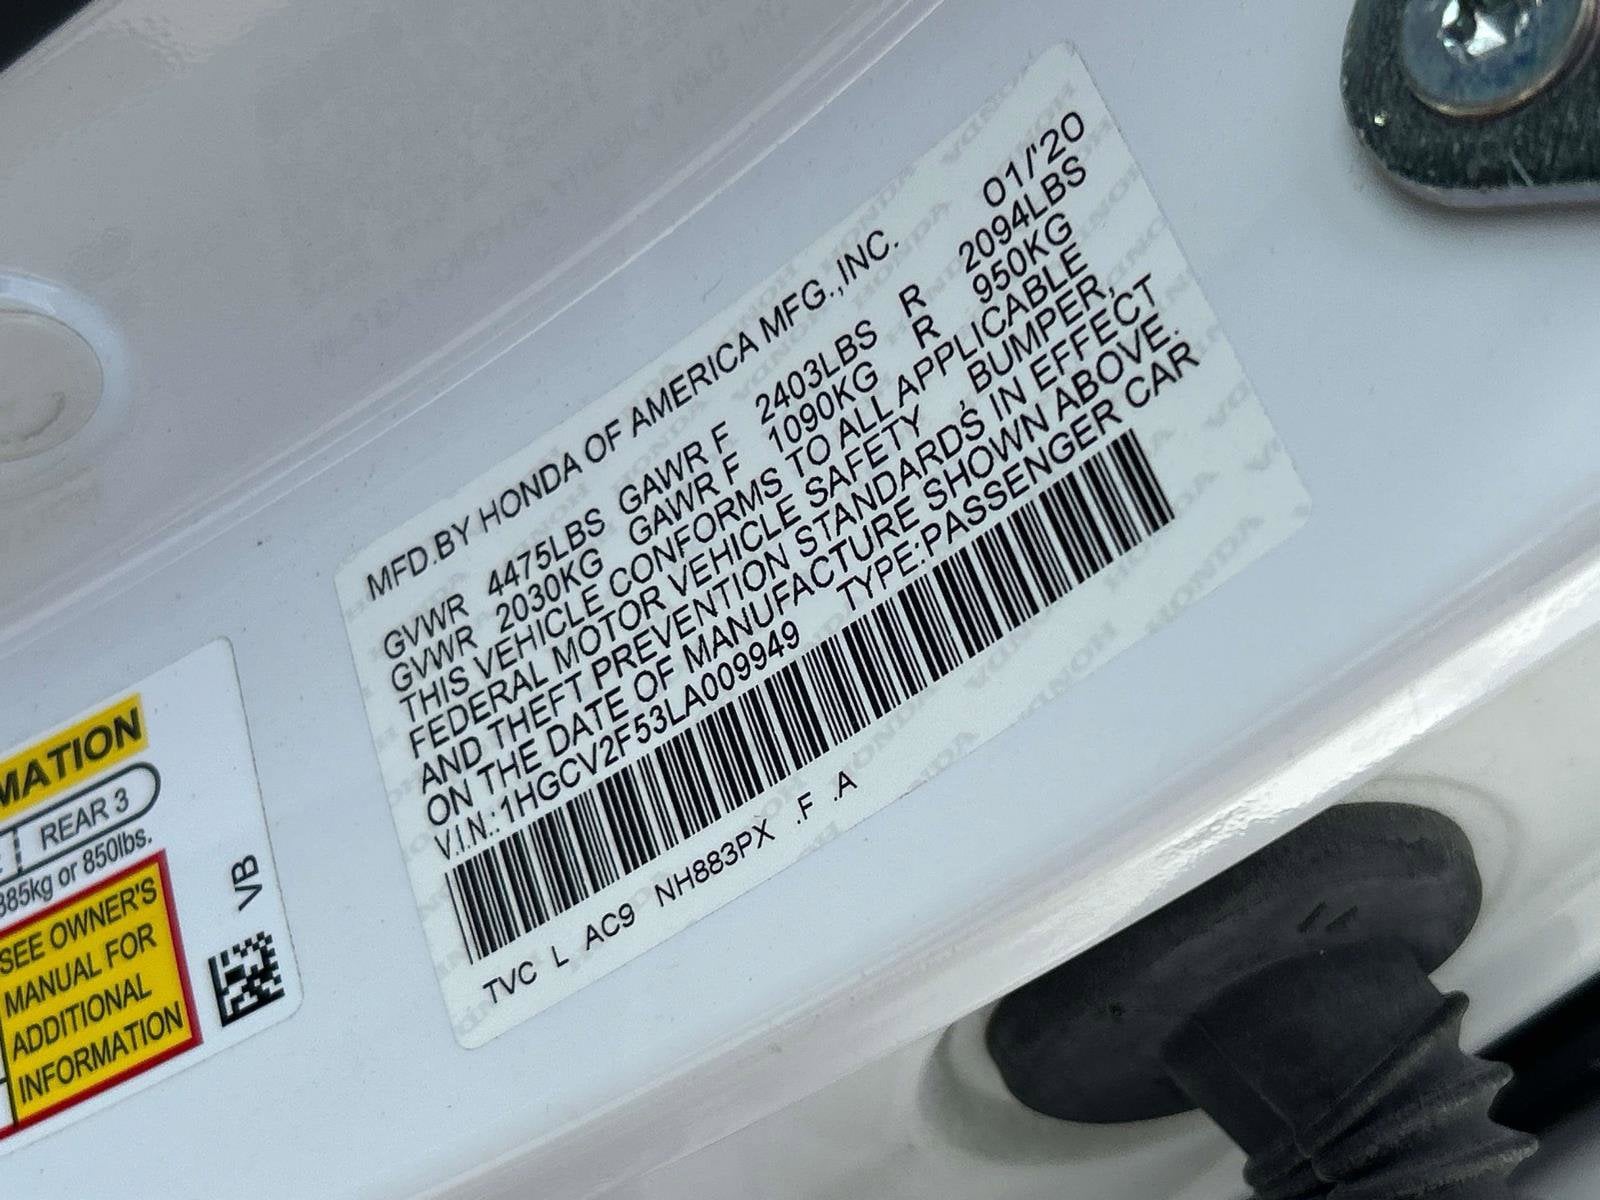 MFD.BY HONDA OF AMERICA MFG.,INC. 01/'20
GVWR 4475LBS GAWR F 2403LBS R 2094LBS
GVWR 2030KG GAWR F 1090KG R 950KG
THIS VEHICLE CONFORMS TO ALL APPLICABLE
FEDERAL MOTOR VEHICLE SAFETY , BUMPER,
AND THEFT PREVENTION STANDARDS IN EFFECT
ON THE DATE OF MANUFACTURE SHOWN ABOVE.
V.I.N.:1HGCV2F53LA009949 TYPE:PASSENGER CAR
TVC L AC9 NH883PX .F .A
MATION
REAR 3
385kg or 850lbs.
SEE OWNER'S
MANUAL FOR
ADDITIONAL
INFORMATION
VB